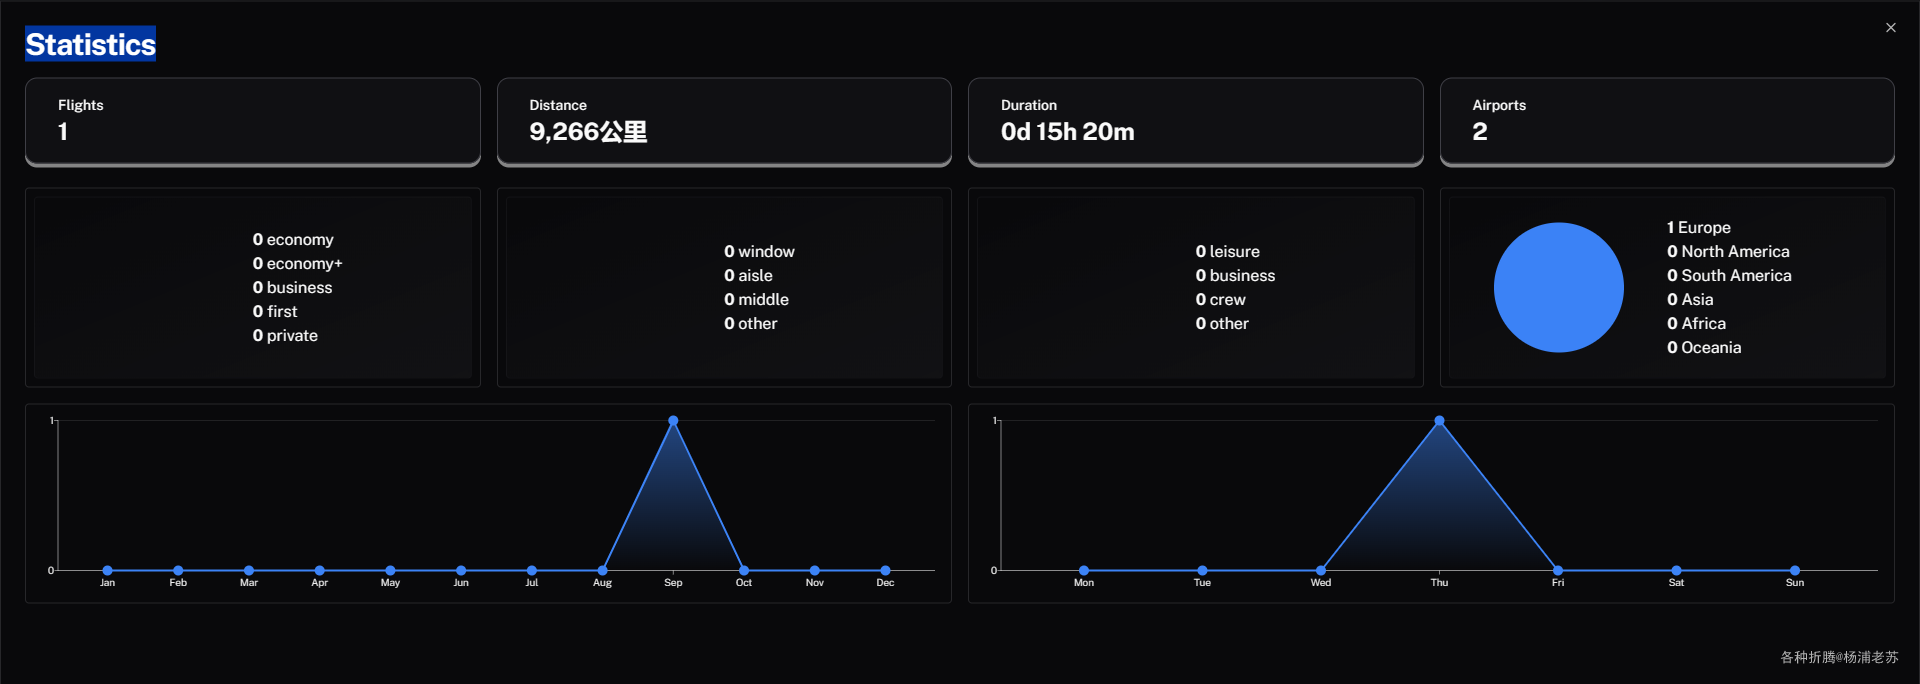 Statistics
Flights
1
Distance
9,266公里
Duration
0d 15h 20m
Airports
2
0 economy
0 economy+
0 business
0 first
0 private
0 window
0 aisle
0 middle
0 other
0 leisure
0 business
0 crew
0 other
1 Europe
0 North America
0 South America
0 Asia
0 Africa
0 Oceania
1
0
Jan Feb Mar Apr May Jun Jul Aug Sep Oct Nov Dec
1
0
Mon Tue Wed Thu Fri Sat Sun
各种折腾@杨浦老苏